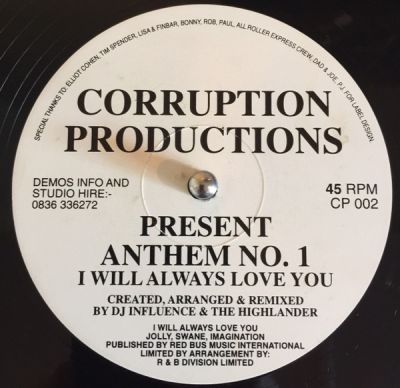 SPECIAL THANKS TO: ELLIOT COHEN, TIM SPENDER, LISA & FINBAR, BONNY, ROB, PAUL, ALL ROLLER EXPRESS CREW, DAD & JOE, P.J. FOR LABEL DESIGN.
CORRUPTION
PRODUCTIONS
DEMOS INFO AND
STUDIO HIRE:-
0836 336272
45 RPM
CP 002
PRESENT
ANTHEM NO. 1
I WILL ALWAYS LOVE YOU
CREATED, ARRANGED & REMIXED
BY DJ INFLUENCE & THE HIGHLANDER
I WILL ALWAYS LOVE YOU
JOLLY, SWANE, IMAGINATION
PUBLISHED BY RED BUS MUSIC INTERNATIONAL
LIMITED BY ARRANGEMENT BY:
R & B DIVISION LIMITED